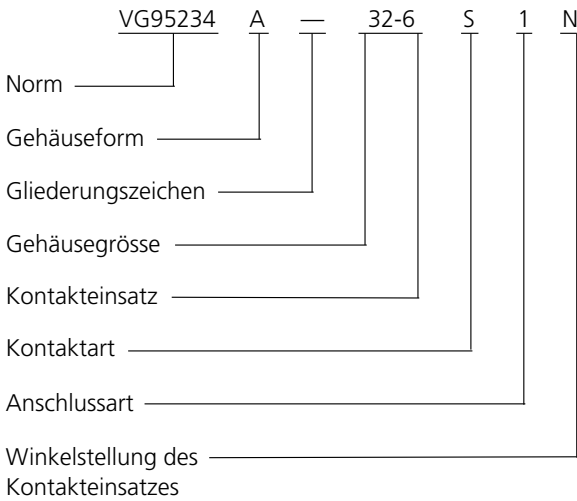 VG95234 A — 32-6 S 1 N
Norm
Gehäuseform
Gliederungszeichen
Gehäusegrösse
Kontakteinsatz
Kontaktart
Anschlussart
Winkelstellung des
Kontakteinsatzes